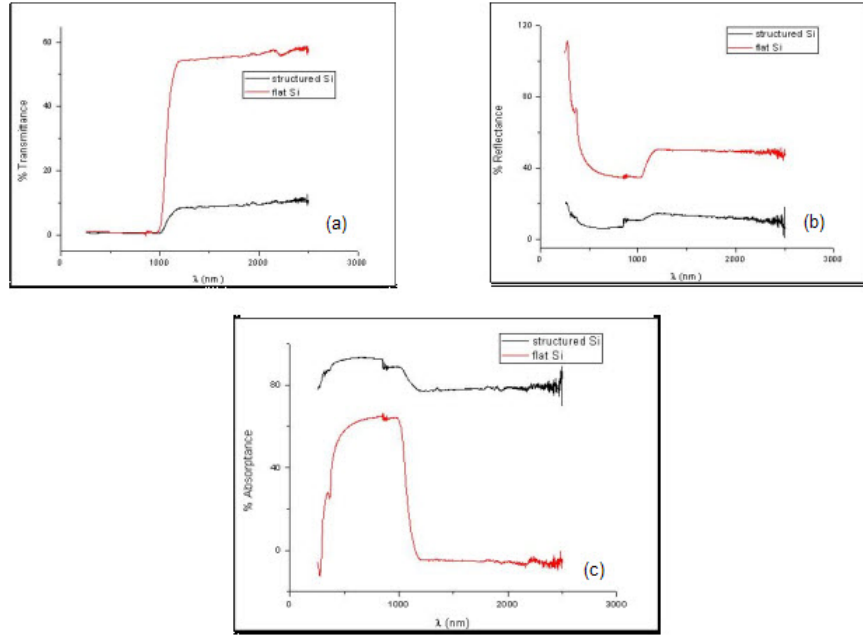 structured Si
flat Si
% Transmittance
60
40
20
0
0
1000
2000
3000
λ (nm)
(a)
structured Si
flat Si
% Reflectance
160
120
80
40
0
0
1000
2000
3000
λ (nm)
(b)
structured Si
flat Si
% Absorptance
80
40
0
0
1000
2000
3000
λ (nm)
(c)